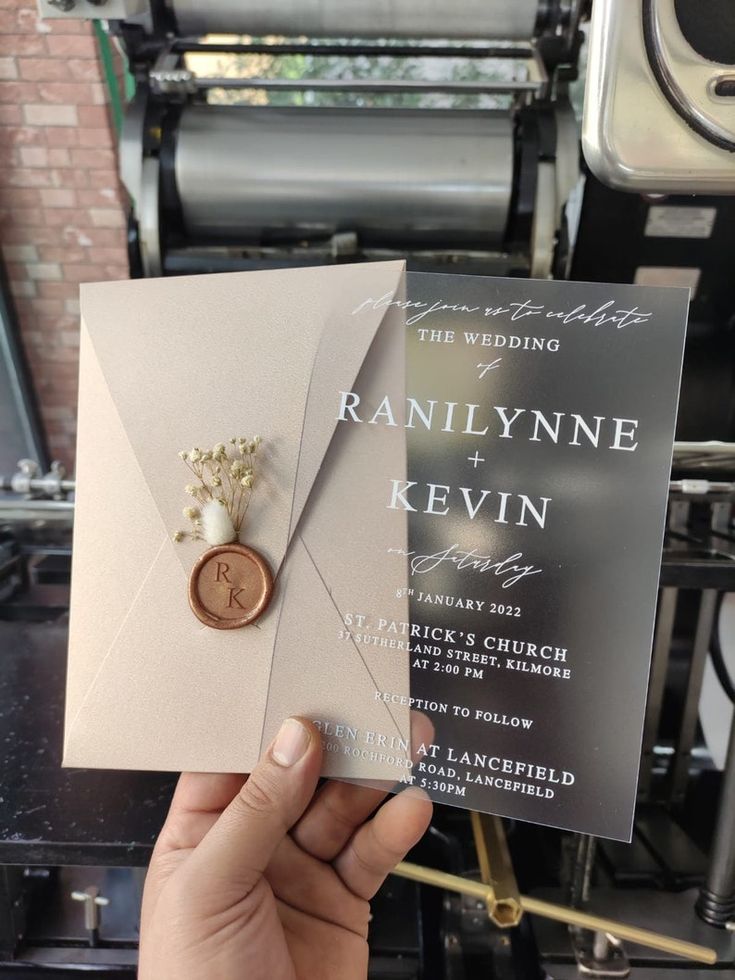 please join us to celebrate
THE WEDDING
of
RANILYNNE
+
KEVIN
on Saturday
8TH JANUARY 2022
ST. PATRICK'S CHURCH
37 SUTHERLAND STREET, KILMORE
AT 2:00 PM
RECEPTION TO FOLLOW
GLEN ERIN AT LANCEFIELD
ROCHFORD ROAD, LANCEFIELD
AT 5:30PM
R
K